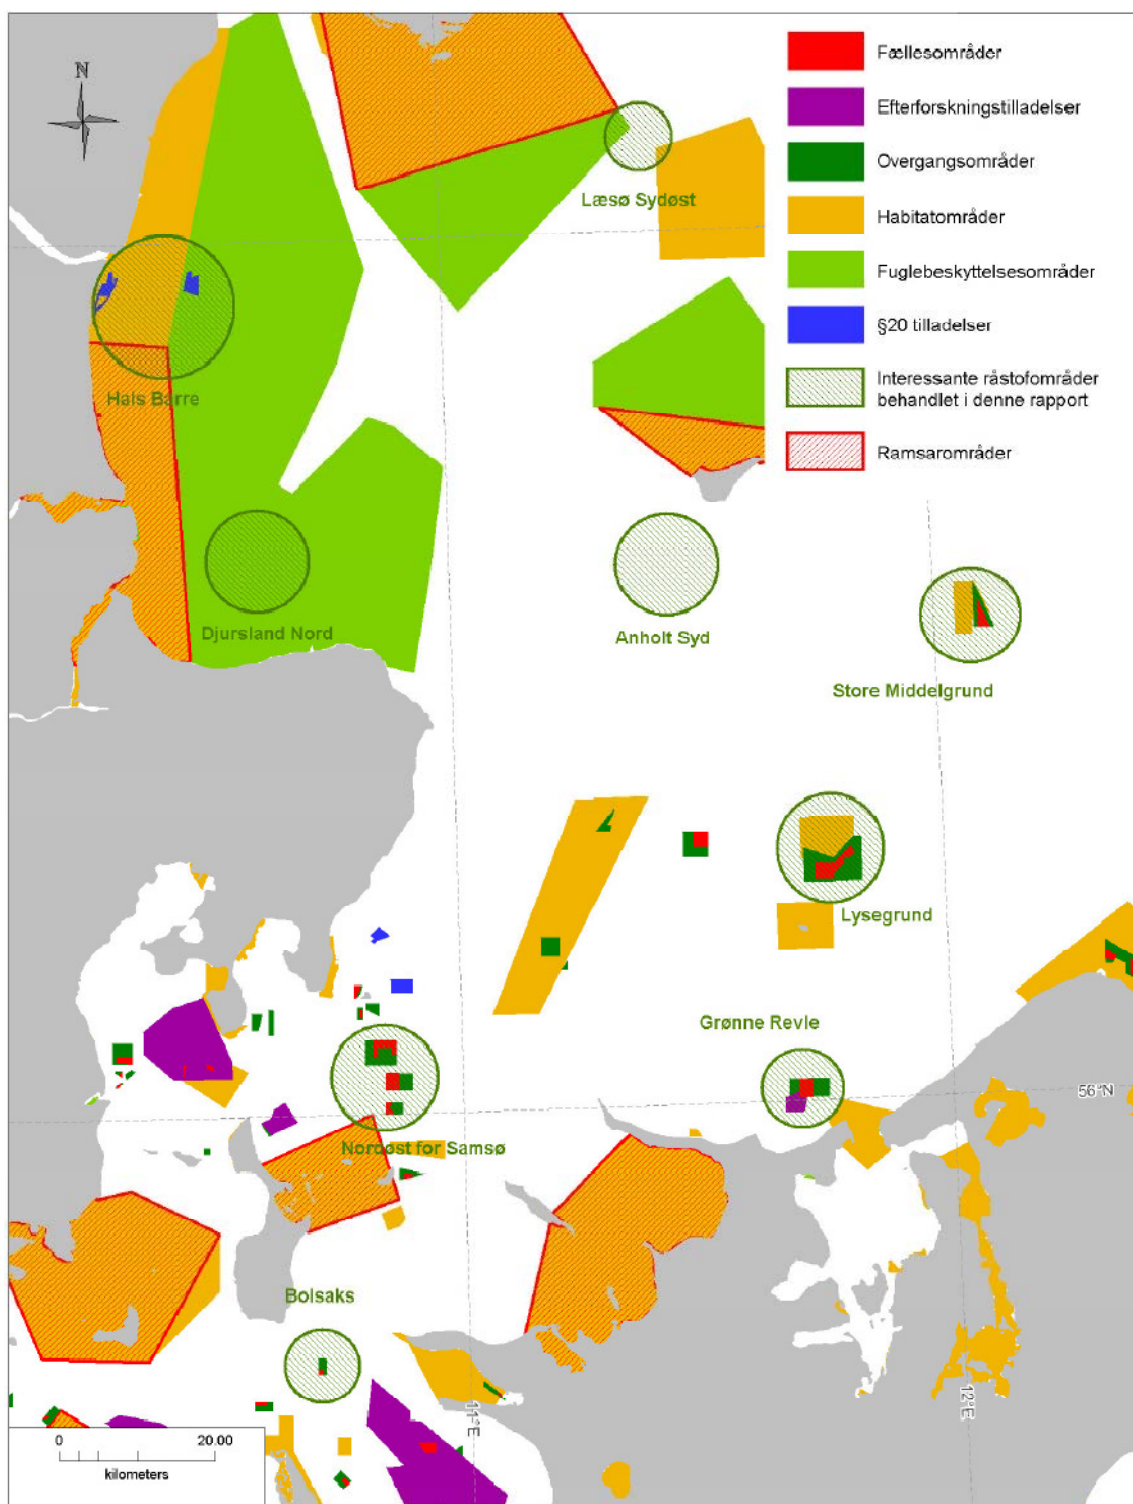 N
Fællesområder
Efterforskningstilladelser
Overgangsområder
Habitatområder
Fuglebeskyttelsesområder
§20 tilladelser
Interessante råstofområder
behandlet i denne rapport
Ramsarområder
Læsø Sydøst
Hals Barre
Djursland Nord
Anholt Syd
Store Middelgrund
Lysegrund
Grønne Revle
56°N
Nordøst for Samsø
Bolsaks
11°E
12°E
0 20.00
kilometers